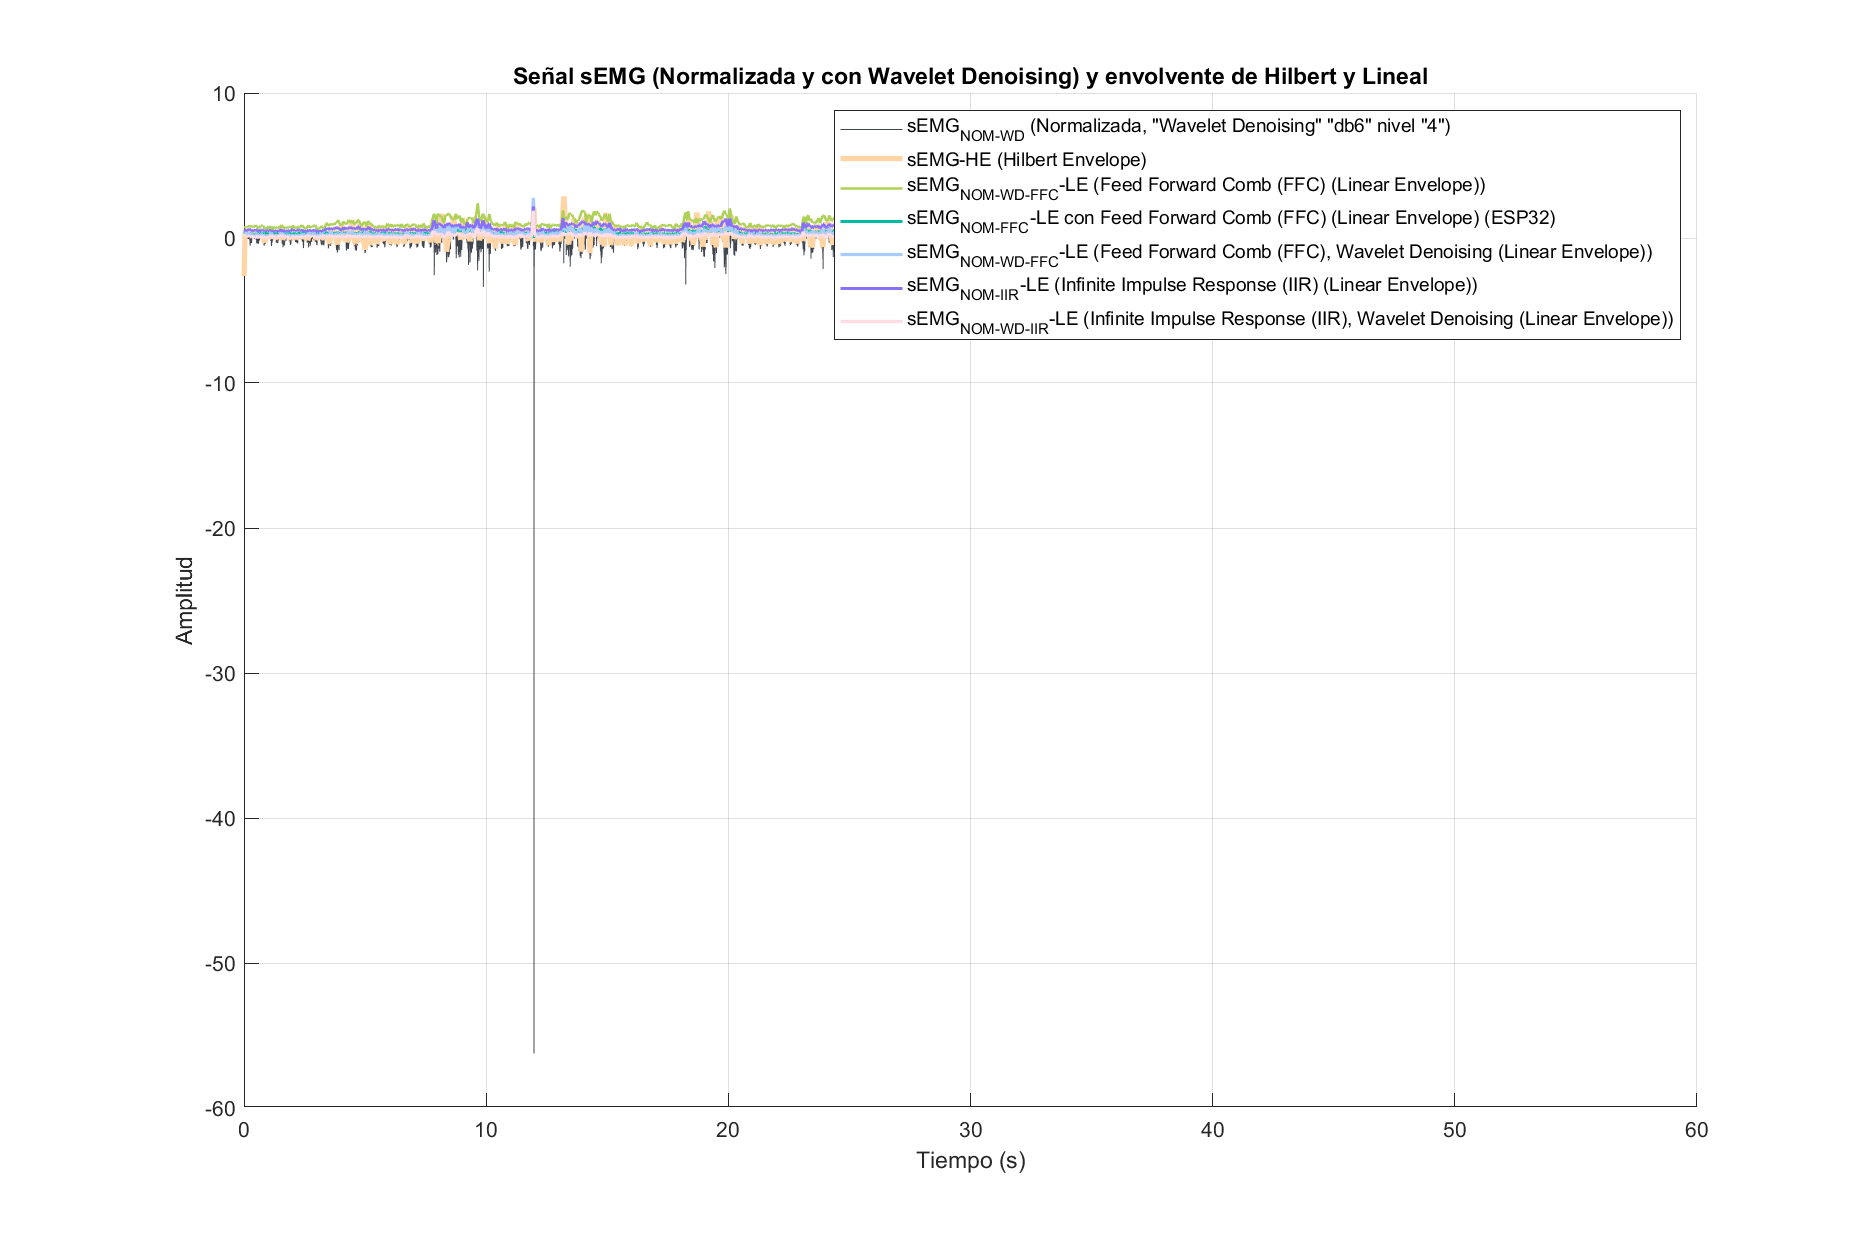 Señal sEMG (Normalizada y con Wavelet Denoising) y envolvente de Hilbert y Lineal
sEMGNOM-WD (Normalizada, "Wavelet Denoising" "db6" nivel "4")
sEMG-HE (Hilbert Envelope)
sEMGNOM-WD-FFC-LE (Feed Forward Comb (FFC) (Linear Envelope))
sEMGNOM-FFC-LE con Feed Forward Comb (FFC) (Linear Envelope) (ESP32)
sEMGNOM-WD-FFC-LE (Feed Forward Comb (FFC), Wavelet Denoising (Linear Envelope))
sEMGNOM-IIR-LE (Infinite Impulse Response (IIR) (Linear Envelope))
sEMGNOM-WD-IIR-LE (Infinite Impulse Response (IIR), Wavelet Denoising (Linear Envelope))
10
0
-10
-20
-30
-40
-50
-60
Amplitud
0 10 20 30 40 50 60
Tiempo (s)